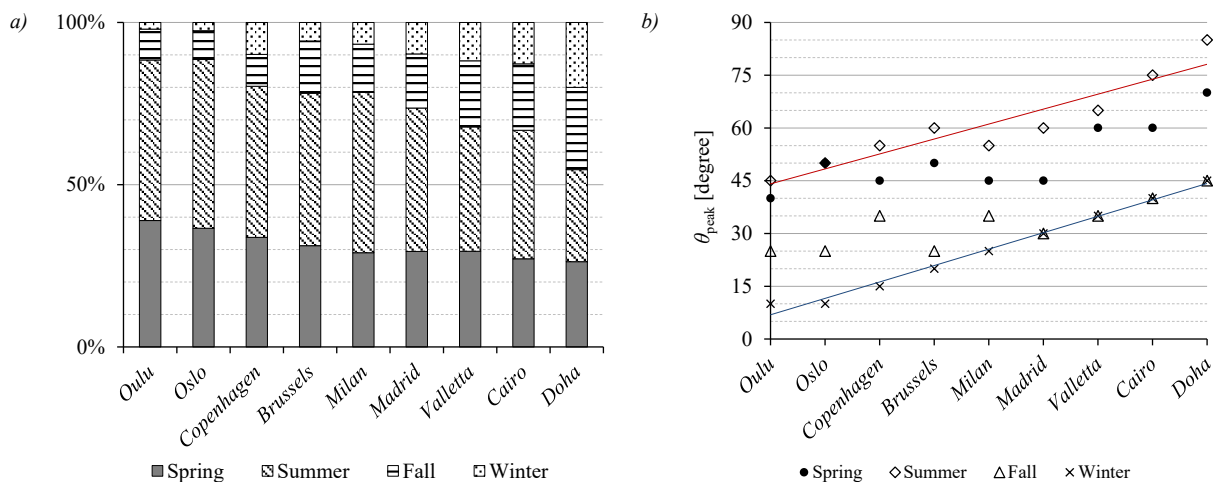 a)
100%
50%
0%
Oulu
Oslo
Copenhagen
Brussels
Milan
Madrid
Valletta
Cairo
Doha
Spring Summer Fall Winter
b)
θpeak [degree]
90
75
60
45
30
15
0
Oulu
Oslo
Copenhagen
Brussels
Milan
Madrid
Valletta
Cairo
Doha
Spring Summer Fall Winter